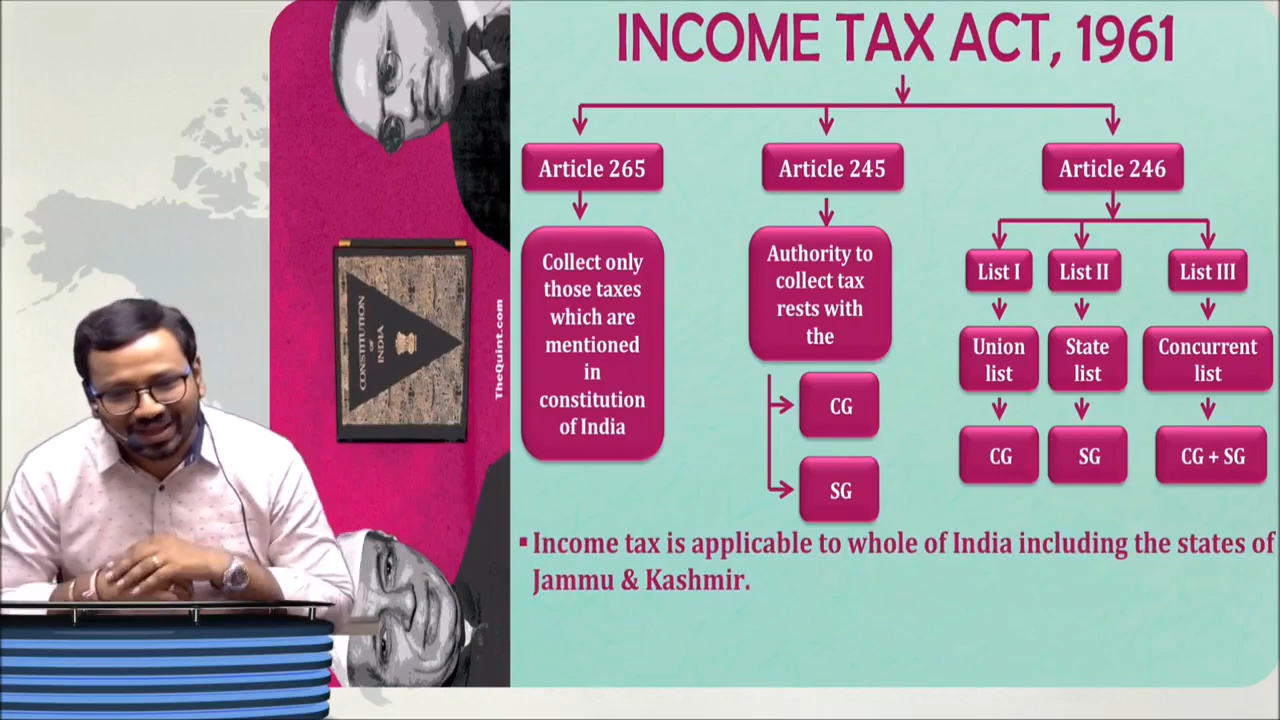 INCOME TAX ACT, 1961
Article 265
Article 245
Article 246
Collect only
those taxes
which are
mentioned
in
constitution
of India
Authority to
collect tax
rests with
the
CG
SG
List I
List II
List III
Union
list
State
list
Concurrent
list
CG
SG
CG + SG
▪ Income tax is applicable to whole of India including the states of
Jammu & Kashmir.
CONSTITUTION
OF
INDIA
TheQuint.com